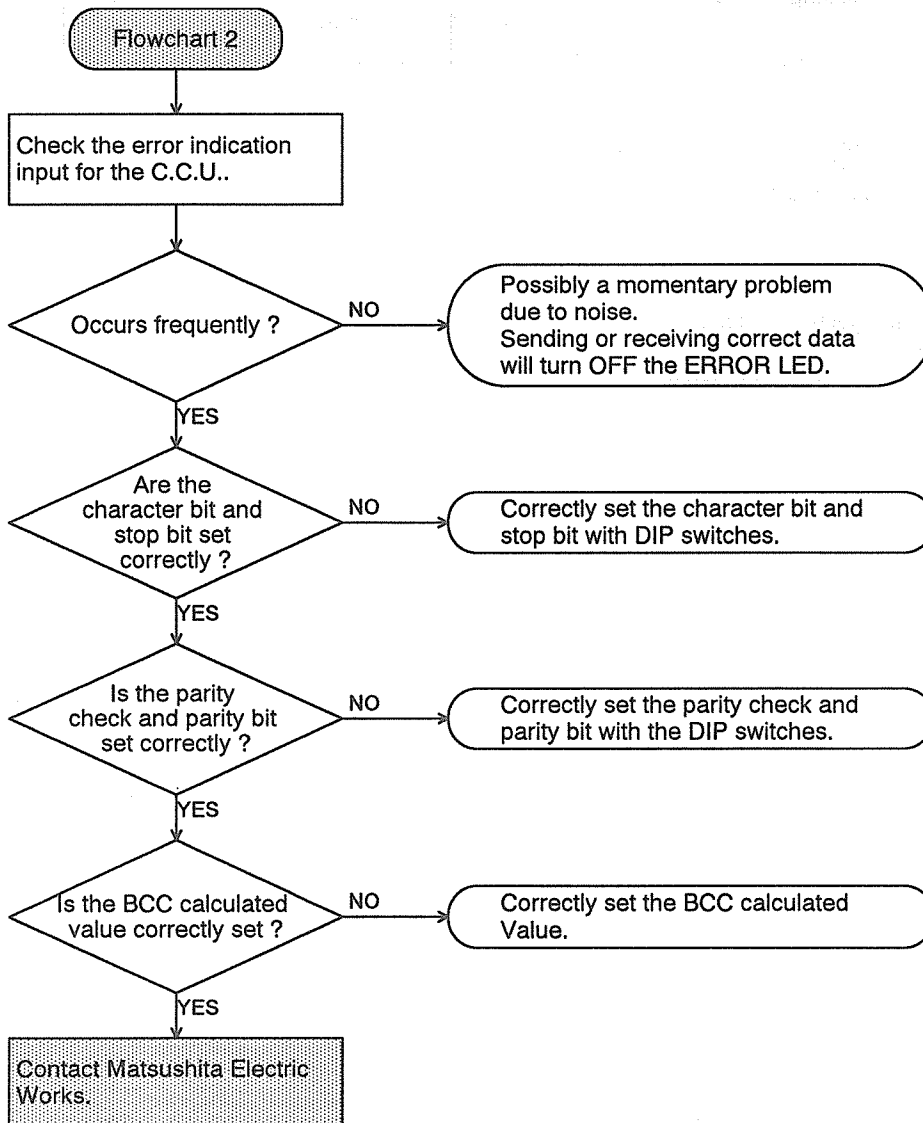 Flowchart 2
Check the error indication
input for the C.C.U..
Occurs frequently ?
NO
Possibly a momentary problem
due to noise.
Sending or receiving correct data
will turn OFF the ERROR LED.
YES
Are the
character bit and
stop bit set
correctly ?
NO
Correctly set the character bit and
stop bit with DIP switches.
YES
Is the parity
check and parity bit
set correctly ?
NO
Correctly set the parity check and
parity bit with the DIP switches.
YES
Is the BCC calculated
value correctly set ?
NO
Correctly set the BCC calculated
Value.
YES
Contact Matsushita Electric
Works.